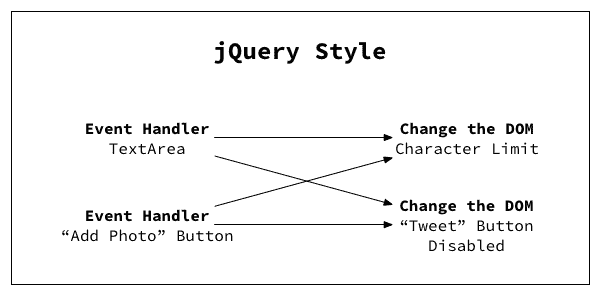 jQuery Style
Event Handler
TextArea
Change the DOM
Character Limit
Event Handler
“Add Photo” Button
Change the DOM
“Tweet” Button
Disabled